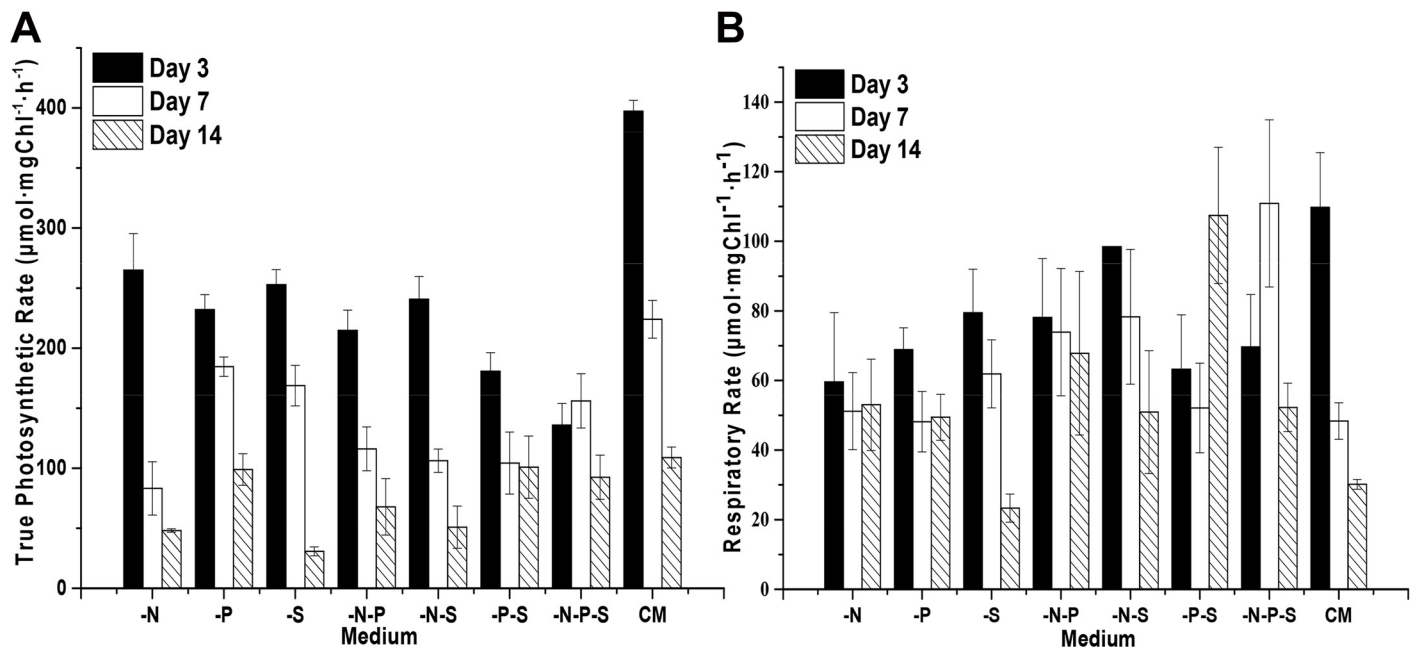 A
True Photosynthetic Rate (μmol·mgChl⁻¹·h⁻¹)
400
300
200
100
0
Day 3
Day 7
Day 14
-N -P -S -N-P -N-S -P-S -N-P-S CM
Medium
B
Respiratory Rate (μmol·mgChl⁻¹·h⁻¹)
140
120
100
80
60
40
20
0
Day 3
Day 7
Day 14
-N -P -S -N-P -N-S -P-S -N-P-S CM
Medium